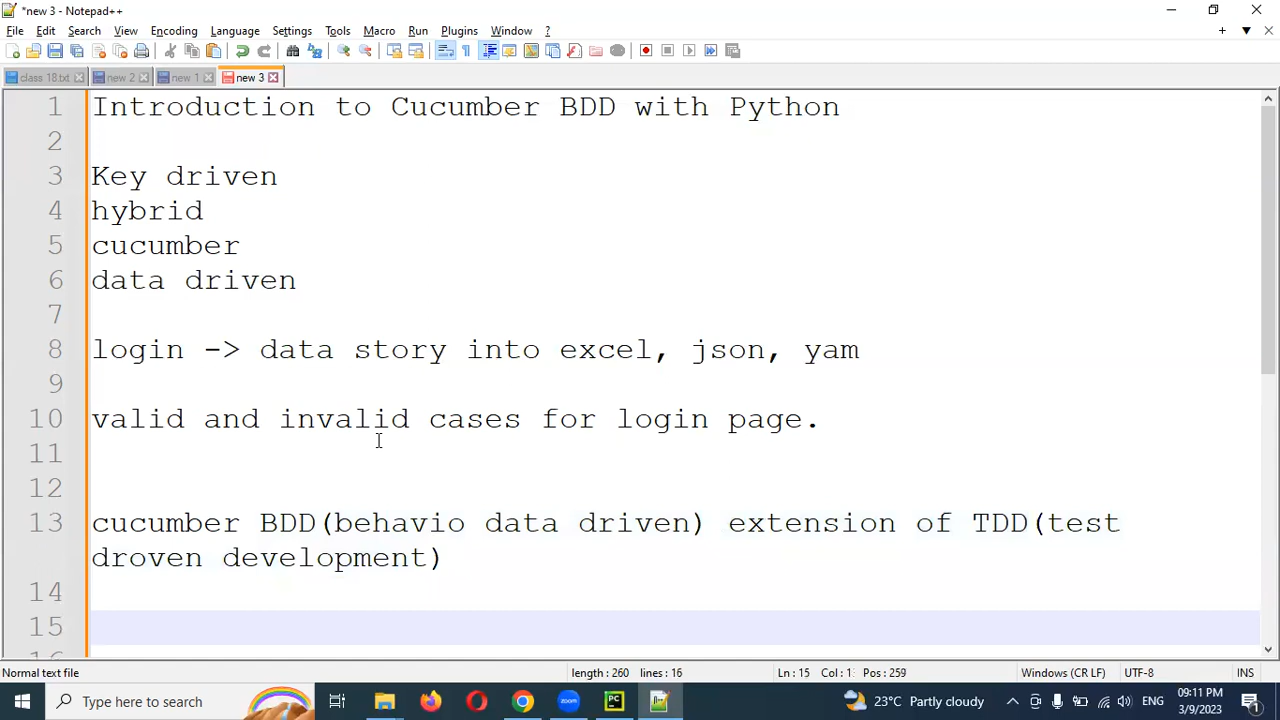 *new 3 - Notepad++
File Edit Search View Encoding Language Settings Tools Macro Run Plugins Window ?
class 18.txt new 2 new 1 new 3
1 Introduction to Cucumber BDD with Python
2
3 Key driven
4 hybrid
5 cucumber
6 data driven
7
8 login -> data story into excel, json, yam
9
10 valid and invalid cases for login page.
11
12
13 cucumber BDD(behavio data driven) extension of TDD(test
droven development)
14
15
16
Normal text file length : 260 lines : 16 Ln : 15 Col : 1 Pos : 259 Windows (CR LF) UTF-8 INS
Type here to search 23°C Partly cloudy ENG 09:11 PM
3/9/2023